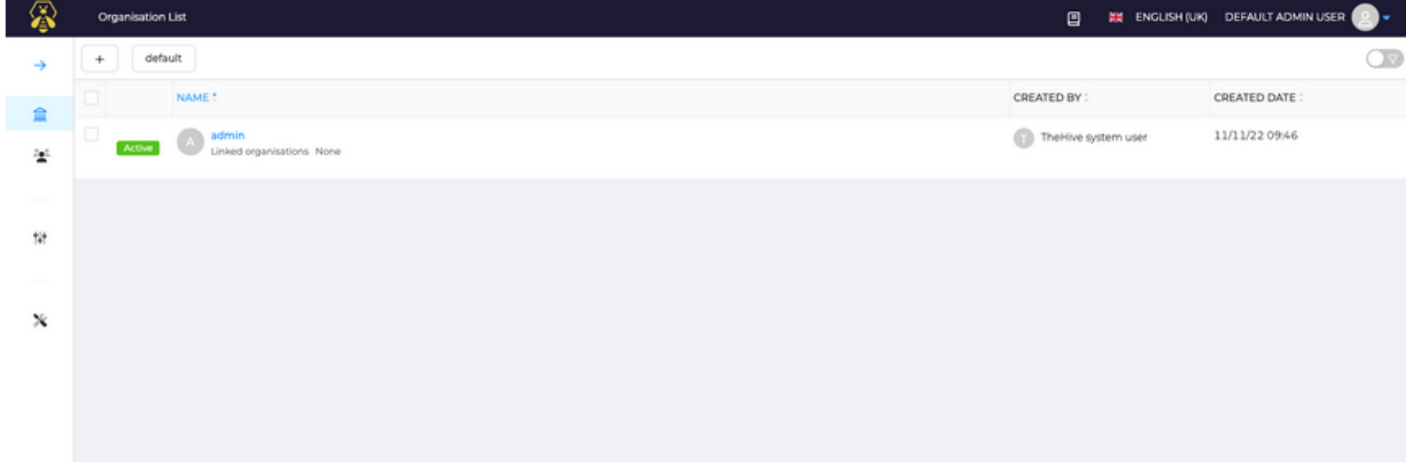 Organisation List
ENGLISH (UK) DEFAULT ADMIN USER
+ default
NAME CREATED BY CREATED DATE
Active A admin T TheHive system user 11/11/22 09:46
Linked organisations None